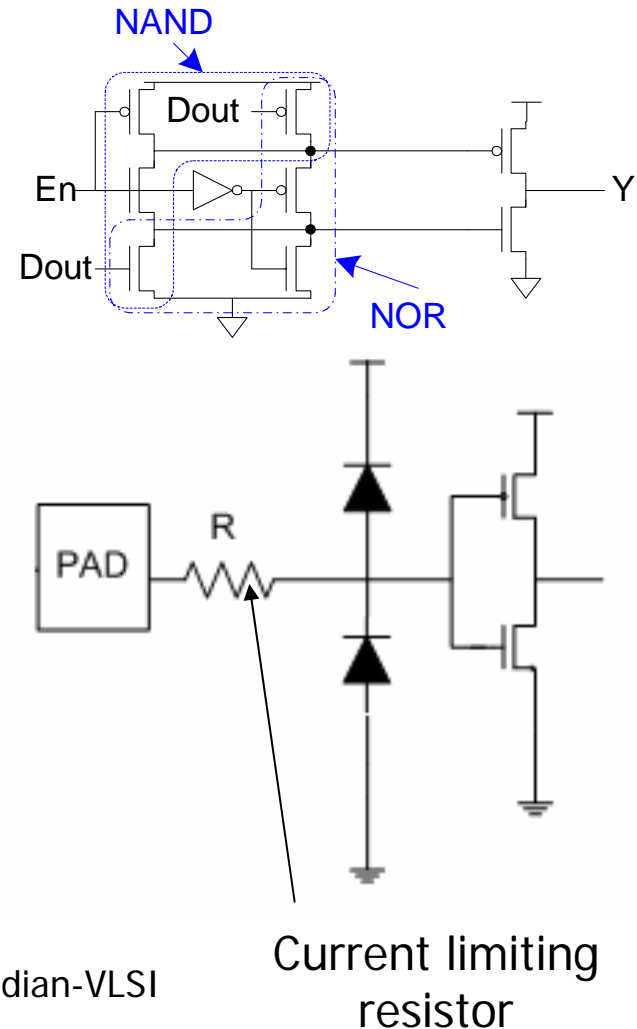 NAND
Dout
En
Y
Dout
NOR
R
PAD
Current limiting
resistor
dian-VLSI